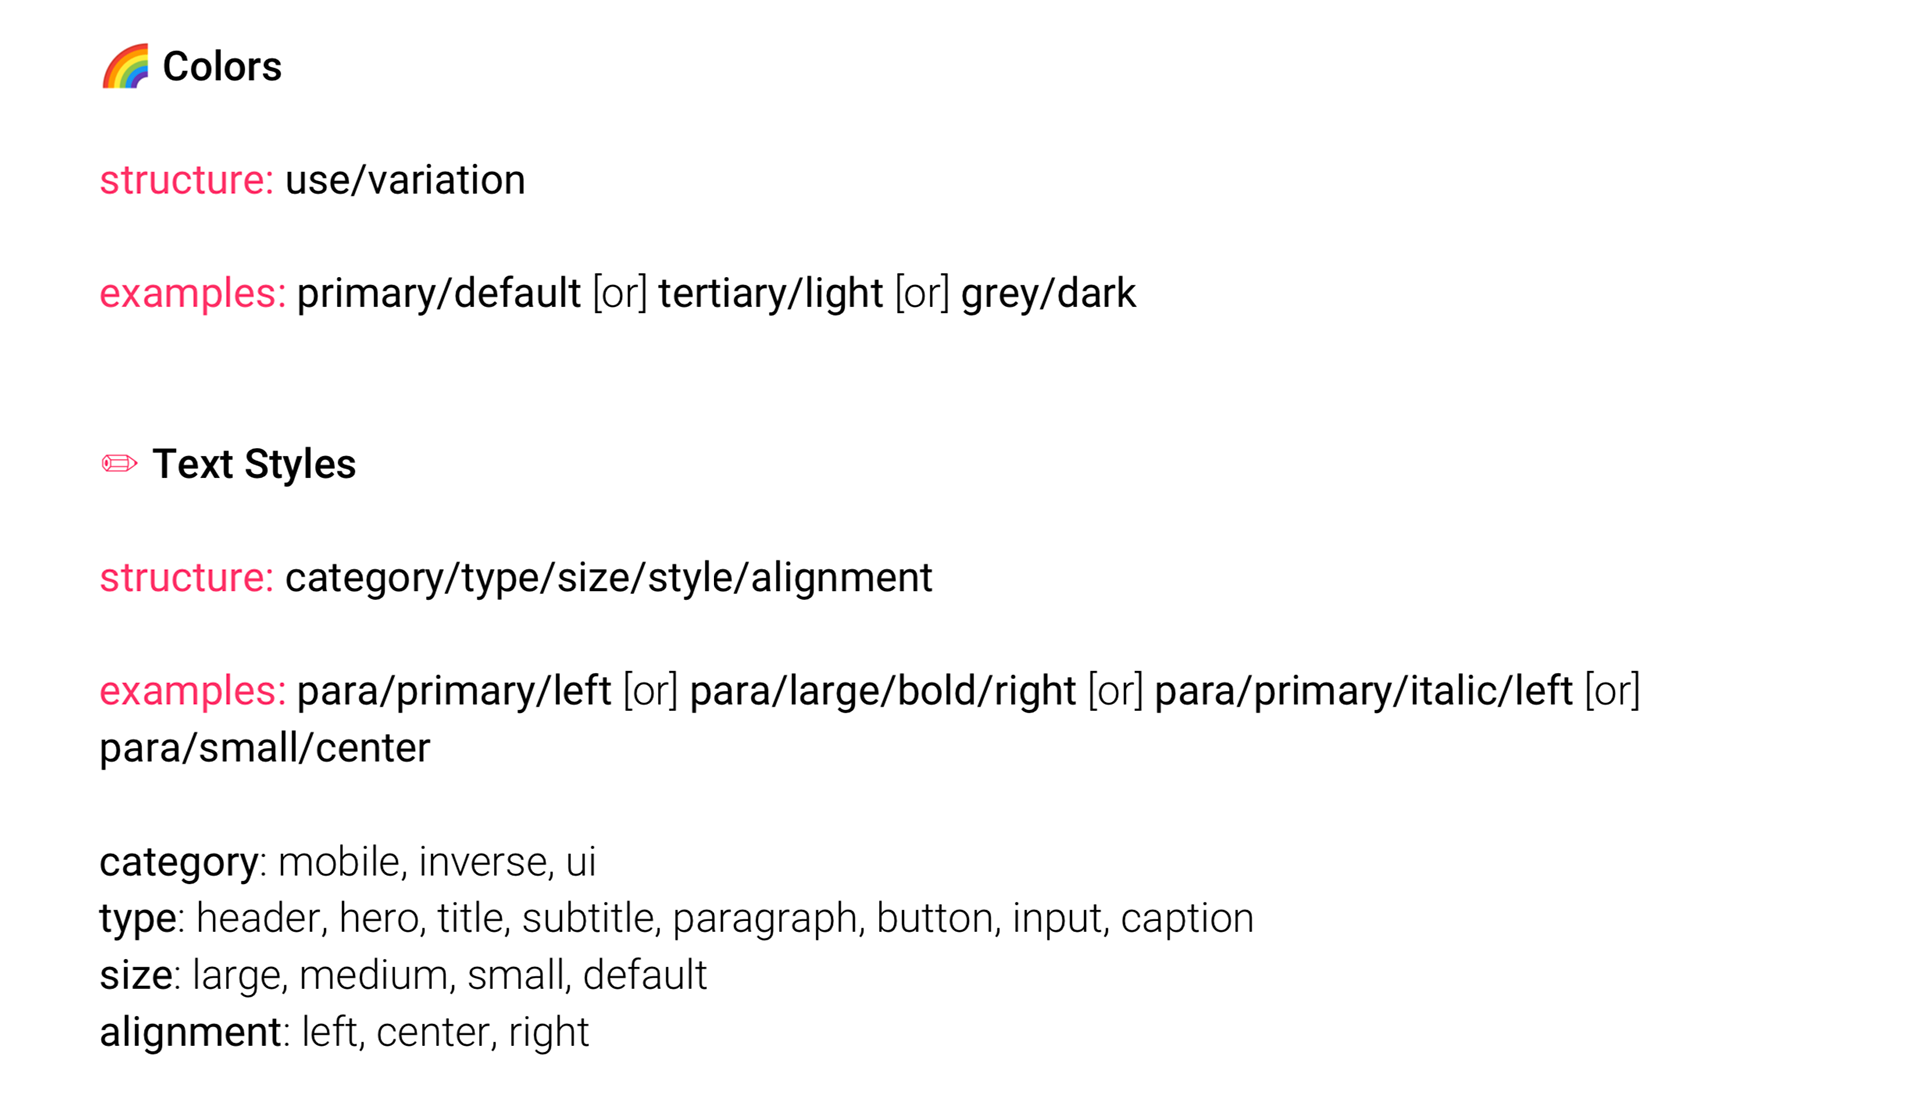 🌈 Colors
structure: use/variation
examples: primary/default [or] tertiary/light [or] grey/dark
✏ Text Styles
structure: category/type/size/style/alignment
examples: para/primary/left [or] para/large/bold/right [or] para/primary/italic/left [or]
para/small/center
category: mobile, inverse, ui
type: header, hero, title, subtitle, paragraph, button, input, caption
size: large, medium, small, default
alignment: left, center, right